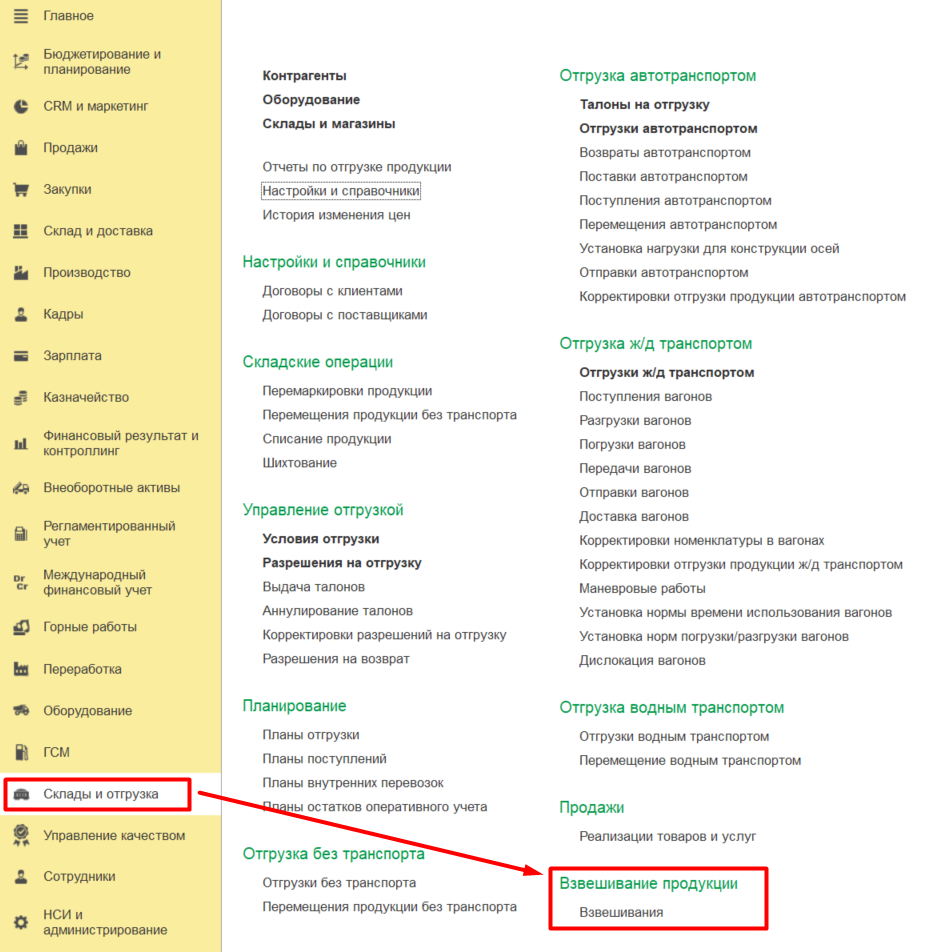 Главное
Бюджетирование и
планирование
CRM и маркетинг
Продажи
Закупки
Склад и доставка
Производство
Кадры
Зарплата
Казначейство
Финансовый результат и
контроллинг
Внеоборотные активы
Регламентированный
учет
Dr
Cr
Международный
финансовый учет
Горные работы
Переработка
Оборудование
ГСМ
Склады и отгрузка
Управление качеством
Сотрудники
НСИ и
администрирование
Контрагенты
Оборудование
Склады и магазины
Отчеты по отгрузке продукции
Настройки и справочники
История изменения цен
Настройки и справочники
Договоры с клиентами
Договоры с поставщиками
Складские операции
Перемаркировки продукции
Перемещения продукции без транспорта
Списание продукции
Шихтование
Управление отгрузкой
Условия отгрузки
Разрешения на отгрузку
Выдача талонов
Аннулирование талонов
Корректировки разрешений на отгрузку
Разрешения на возврат
Планирование
Планы отгрузки
Планы поступлений
Планы внутренних перевозок
Планы остатков оперативного учета
Отгрузка без транспорта
Отгрузки без транспорта
Перемещения продукции без транспорта
Отгрузка автотранспортом
Талоны на отгрузку
Отгрузки автотранспортом
Возвраты автотранспортом
Поставки автотранспортом
Поступления автотранспортом
Перемещения автотранспортом
Установка нагрузки для конструкции осей
Отправки автотранспортом
Корректировки отгрузки продукции автотранспортом
Отгрузка ж/д транспортом
Отгрузки ж/д транспортом
Поступления вагонов
Разгрузки вагонов
Погрузки вагонов
Передачи вагонов
Отправки вагонов
Доставка вагонов
Корректировки номенклатуры в вагонах
Корректировки отгрузки продукции ж/д транспортом
Маневровые работы
Установка нормы времени использования вагонов
Установка норм погрузки/разгрузки вагонов
Дислокация вагонов
Отгрузка водным транспортом
Отгрузки водным транспортом
Перемещение водным транспортом
Продажи
Реализации товаров и услуг
Взвешивание продукции
Взвешивания